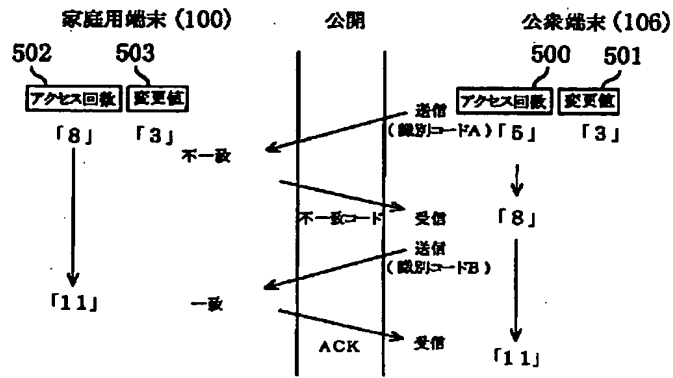 家庭用端末(100) 公開 公衆端末(106)
502 503 500 501
アクセス回数 変更値 アクセス回数 変更値
送信
「8」 「3」 (識別コードA) 「5」 「3」
不一致
不一致コード 受信 「8」
送信
(識別コードB)
「11」 一致
ACK 受信
「11」